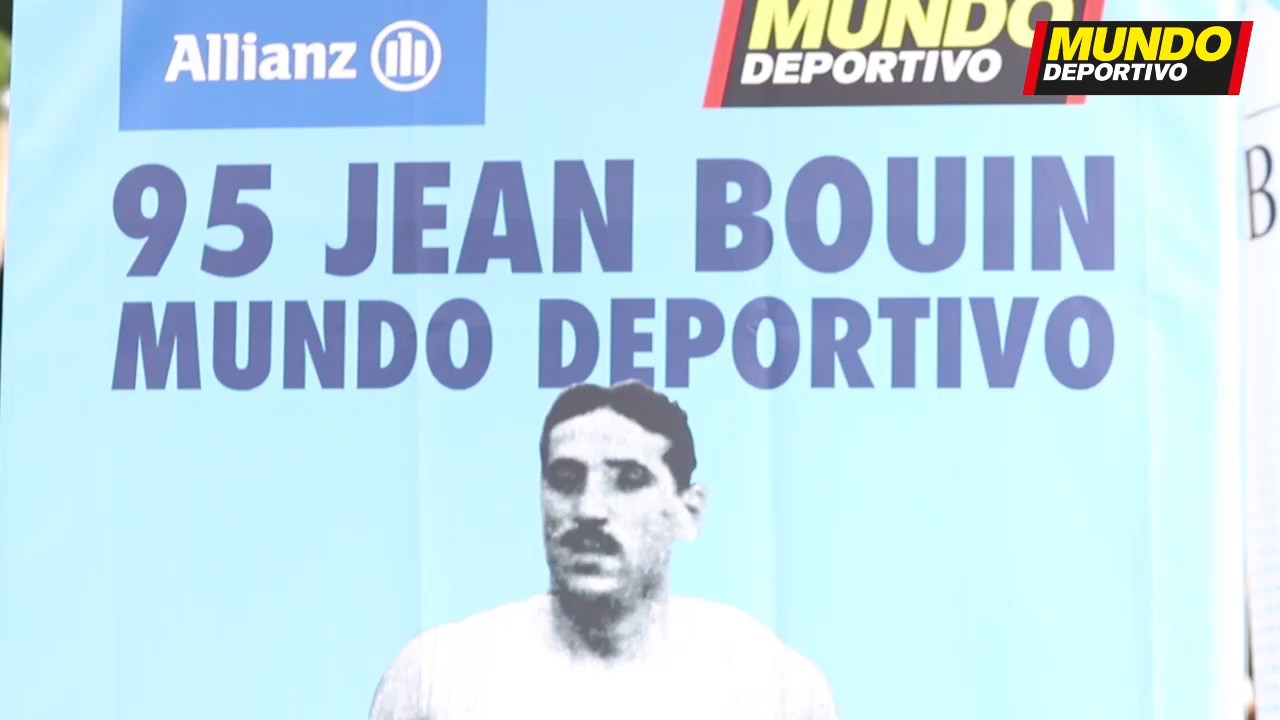 Allianz
MUNDO
DEPORTIVO
MUNDO
DEPORTIVO
95 JEAN BOUIN
MUNDO DEPORTIVO
B